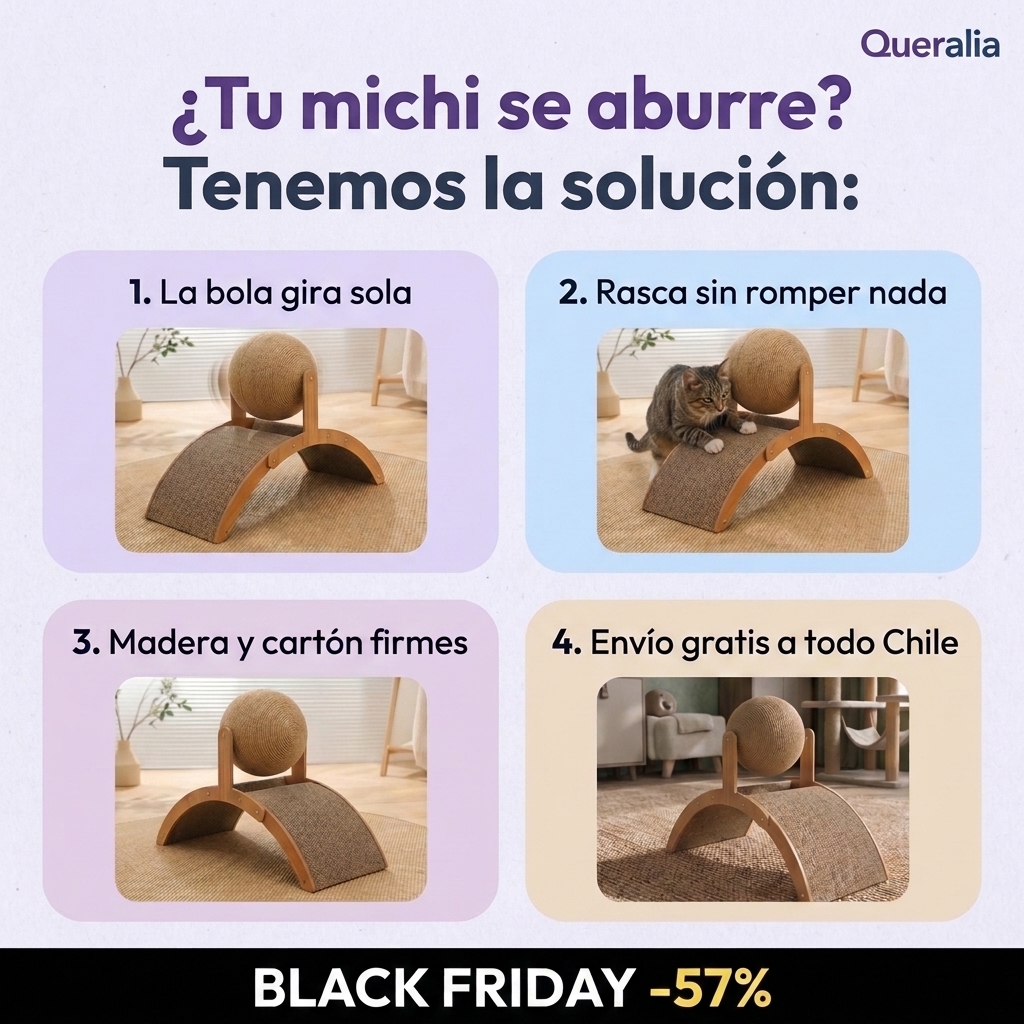 Queralia
¿Tu michi se aburre?
Tenemos la solución:
1. La bola gira sola
2. Rasca sin romper nada
3. Madera y cartón firmes
4. Envío gratis a todo Chile
BLACK FRIDAY -57%